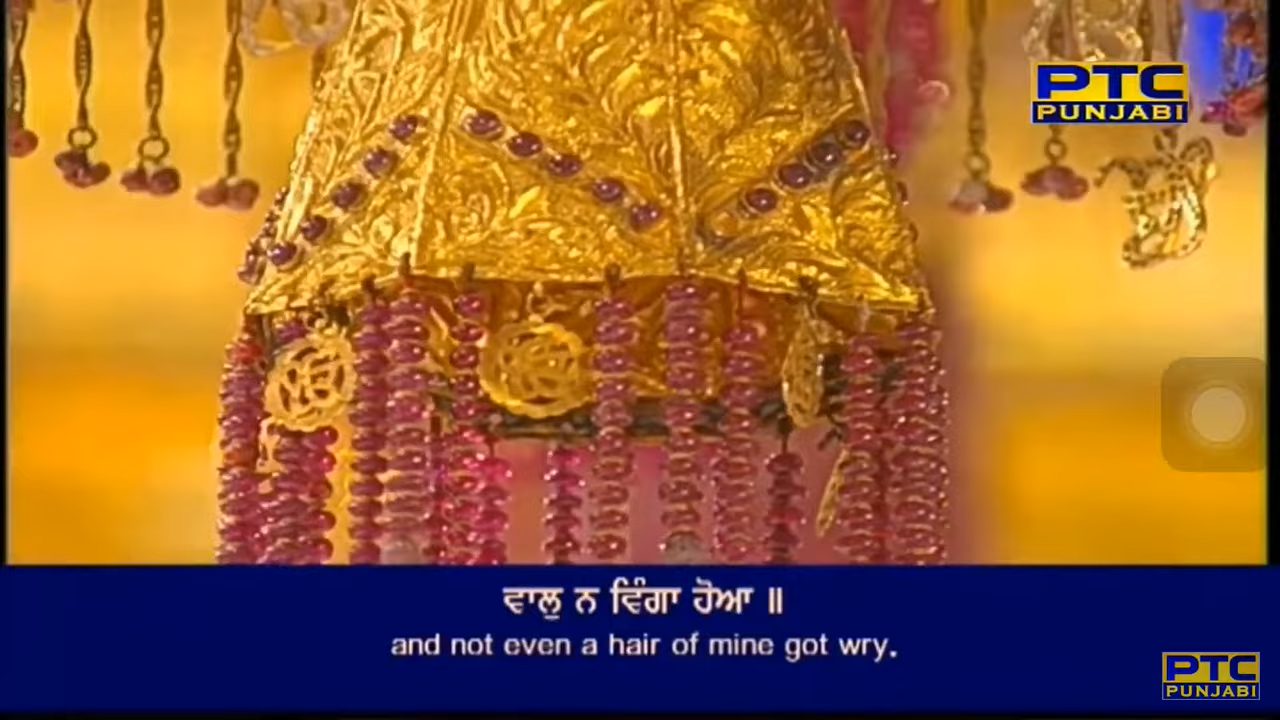 PTC
PUNJABI
ਵਾਲੁ ਨ ਵਿੰਗਾ ਹੋਆ ॥
and not even a hair of mine got wry.
PTC
PUNJABI